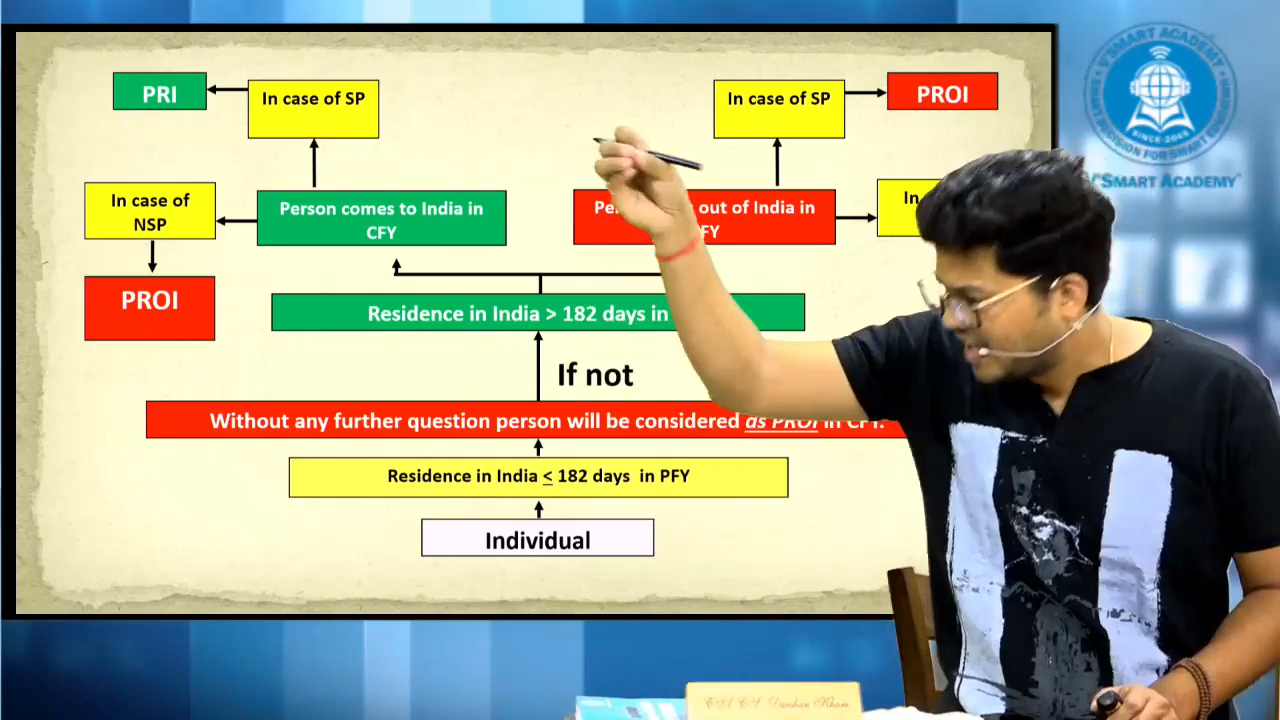 PRI
In case of SP
In case of SP
PROI
In case of
NSP
Person comes to India in
CFY
out of India in
In
PROI
Residence in India > 182 days in
If not
Without any further question person will be considered as PROI in CFY.
Residence in India < 182 days in PFY
Individual
V'SMART ACADEMY
SINCE 2005
V'SMART ACADEMY